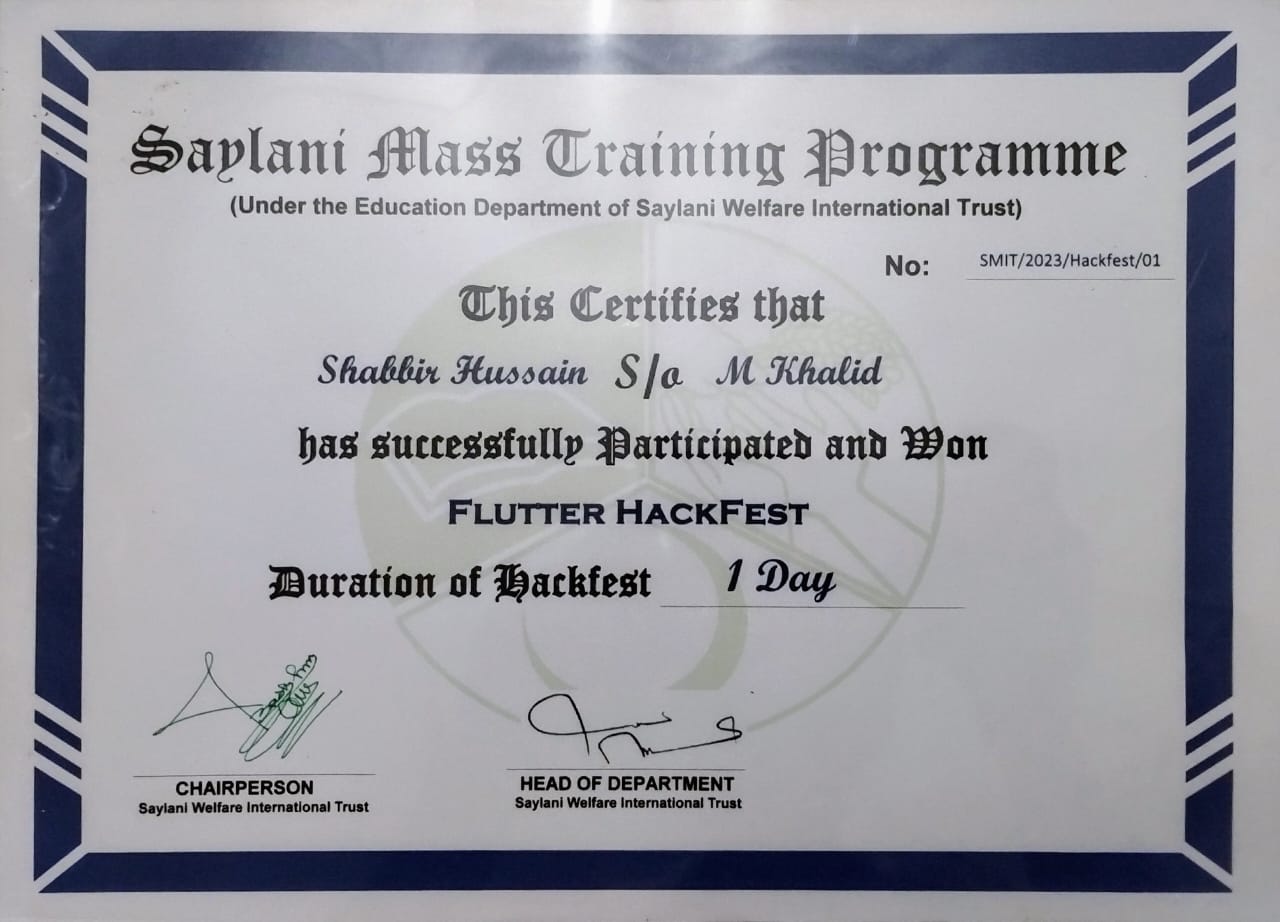 Saylani Mass Training Programme
(Under the Education Department of Saylani Welfare International Trust)
No: SMIT/2023/Hackfest/01
This Certifies that
Shabbir Hussain S/o M Khalid
has successfully Participated and Won
FLUTTER HACKFEST
Duration of Hackfest 1 Day
CHAIRPERSON
Saylani Welfare International Trust
HEAD OF DEPARTMENT
Saylani Welfare International Trust